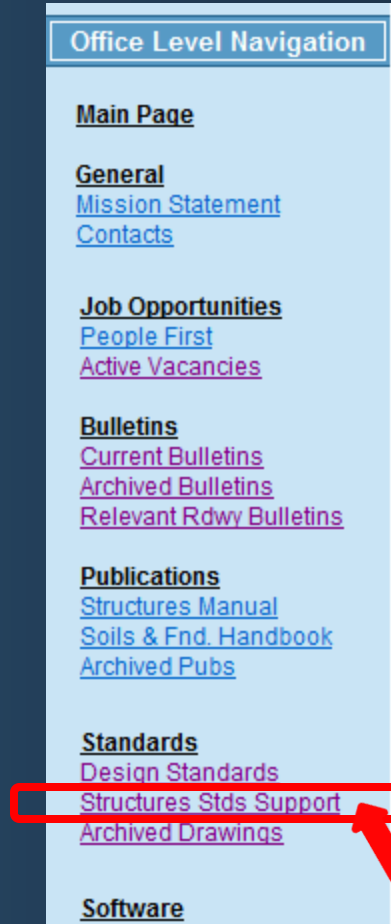 Office Level Navigation
Main Page
General
Mission Statement
Contacts
Job Opportunities
People First
Active Vacancies
Bulletins
Current Bulletins
Archived Bulletins
Relevant Rdwy Bulletins
Publications
Structures Manual
Soils & Fnd. Handbook
Archived Pubs
Standards
Design Standards
Structures Stds Support
Archived Drawings
Software